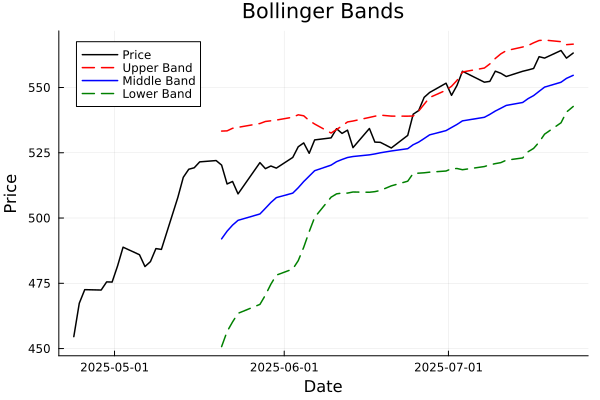 Bollinger Bands
Price
Upper Band
Middle Band
Lower Band
Price
550
525
500
475
450
2025-05-01 2025-06-01 2025-07-01
Date